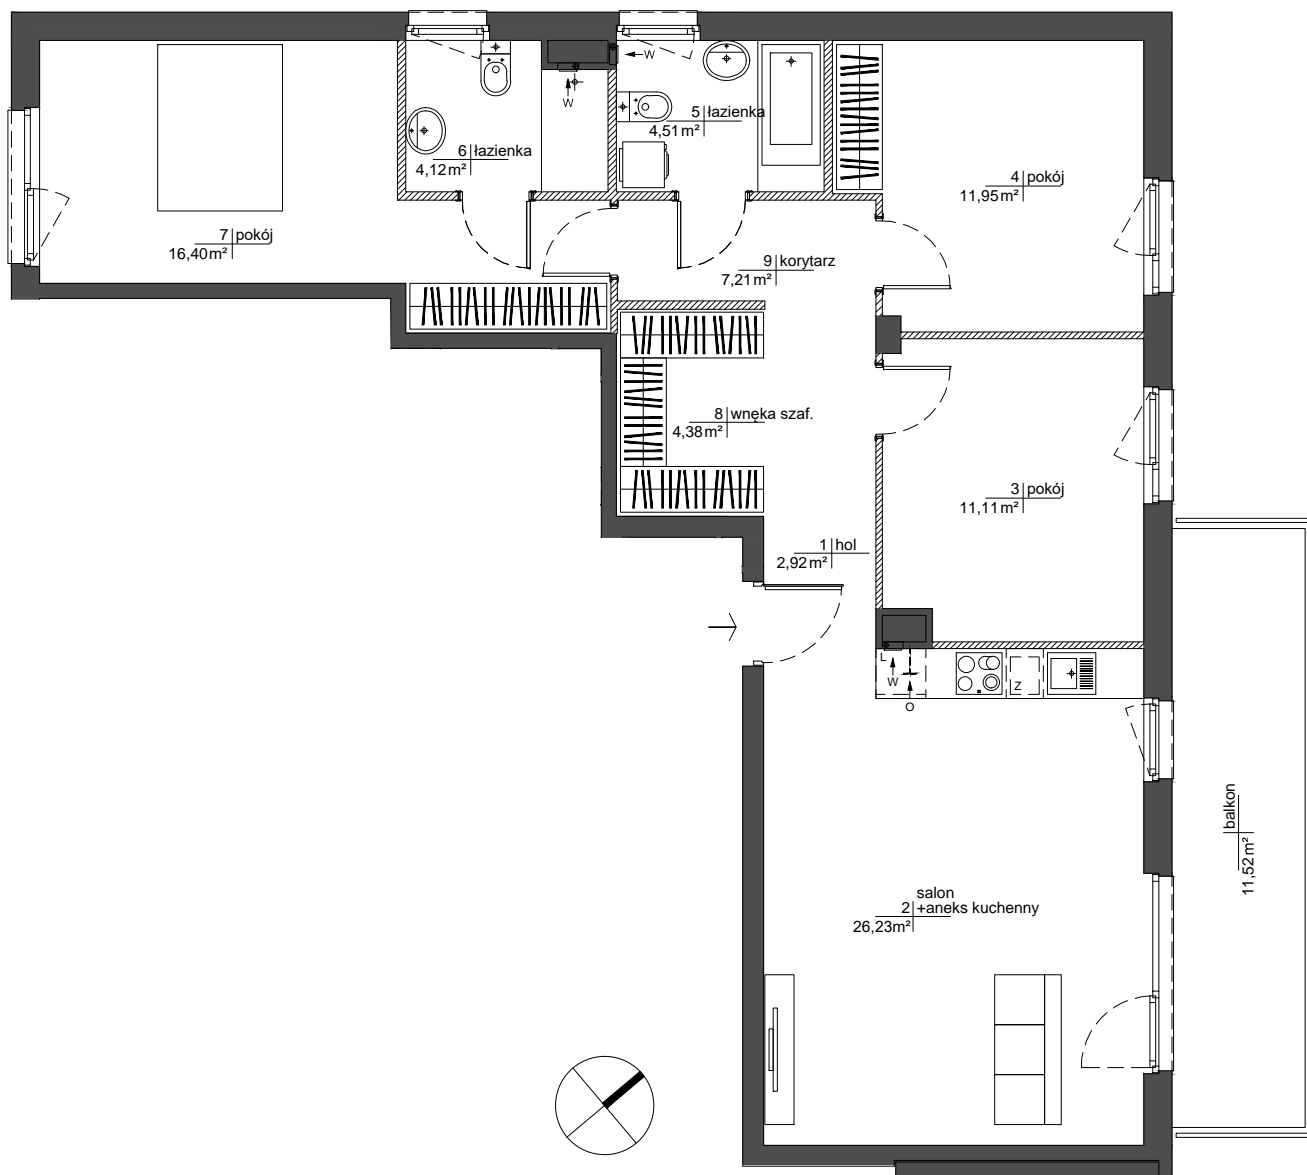 W
W
5 łazienka
4,51 m²
6 łazienka
4,12 m²
4 pokój
11,95 m²
7 pokój
16,40 m²
9 korytarz
7,21 m²
8 wnęka szaf.
4,38 m²
3 pokój
11,11 m²
1 hol
2,92 m²
L
W
Z
O
balkon
11,52 m²
salon
2 +aneks kuchenny
26,23m²